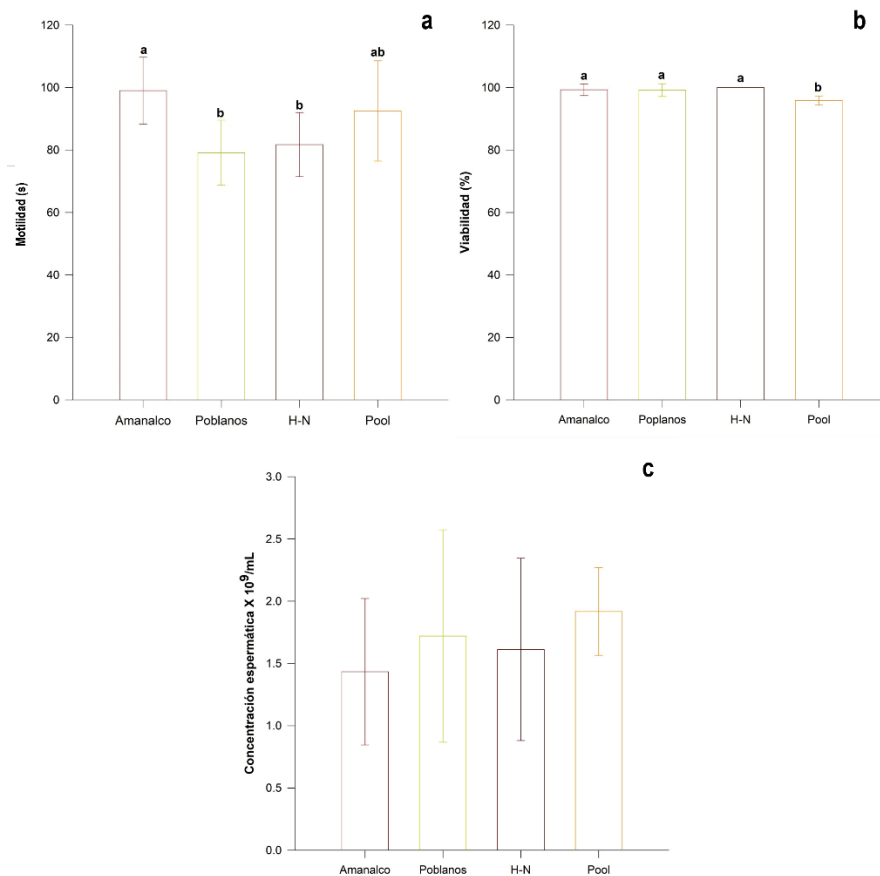 a
120
100
80
60
40
20
0
Motilidad (s)
a
b
b
ab
Amanalco Poblanos H-N Pool
b
120
100
80
60
40
20
0
Viabilidad (%)
a
a
a
b
Amanalco Poplanos H-N Pool
c
3.0
2.5
2.0
1.5
1.0
0.5
0.0
Concentración espermática X 10⁹/mL
Amanalco Poblanos H-N Pool